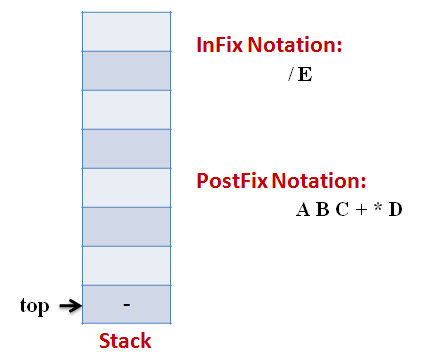 InFix Notation:
/ E
PostFix Notation:
A B C + * D
top
-
Stack